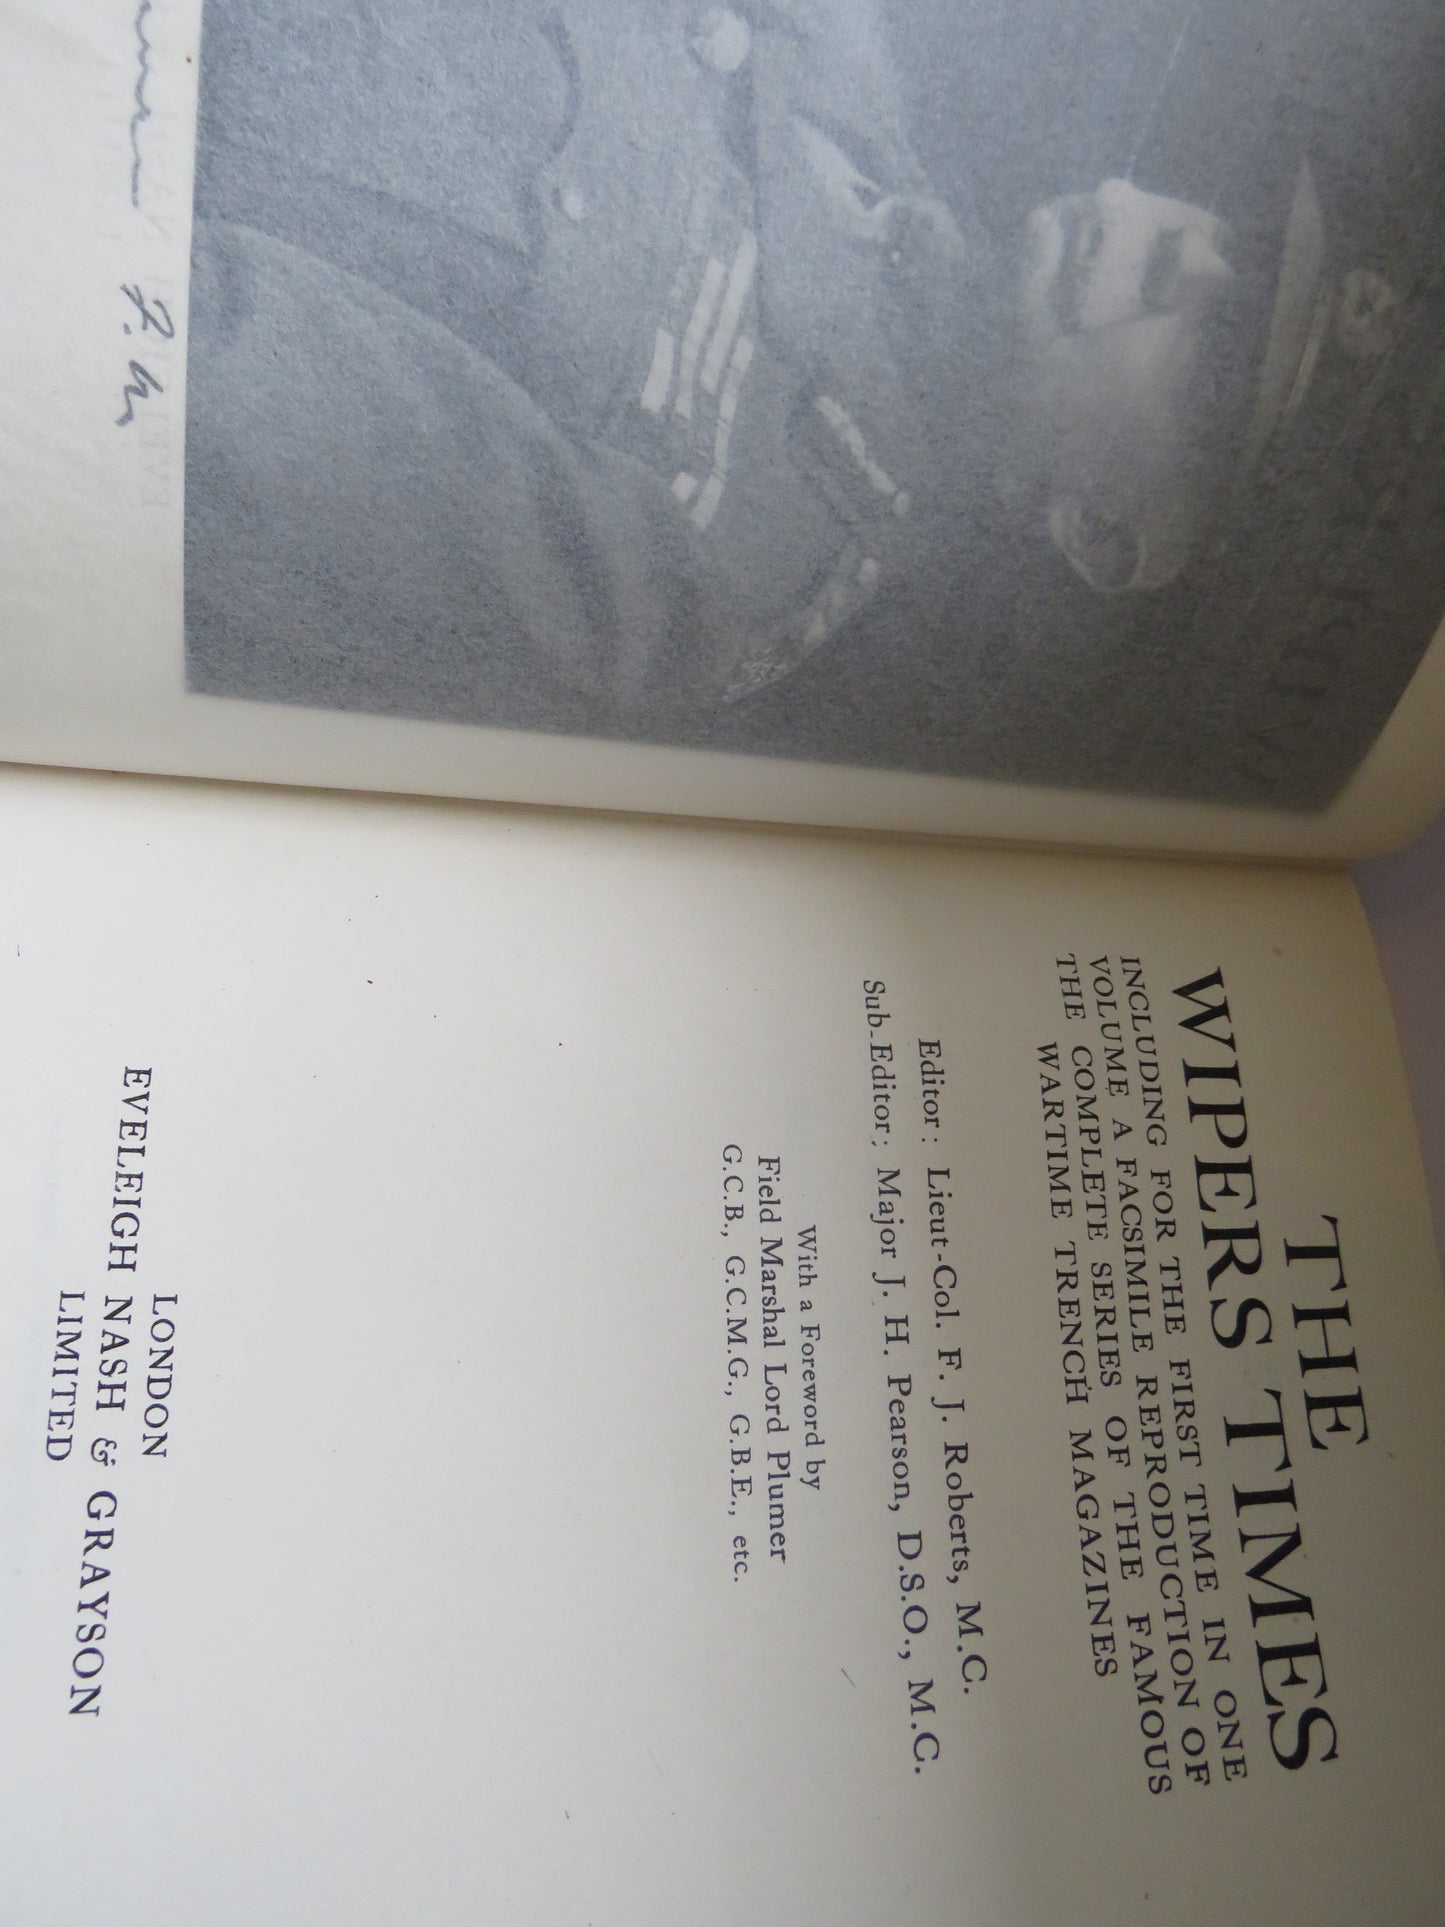 THE
WIPERS TIMES
INCLUDING FOR THE FIRST TIME IN ONE
VOLUME A FACSIMILE REPRODUCTION OF
THE COMPLETE SERIES OF THE FAMOUS
WARTIME TRENCH MAGAZINES
Editor: Lieut-Col. F. J. Roberts, M.C.
Sub-Editor: Major J. H. Pearson, D.S.O., M.C.
With a Foreword by
Field Marshal Lord Plumer
G.C.B., G.C.M.G., G.B.E., etc.
LONDON
EVELEIGH NASH & GRAYSON
LIMITED